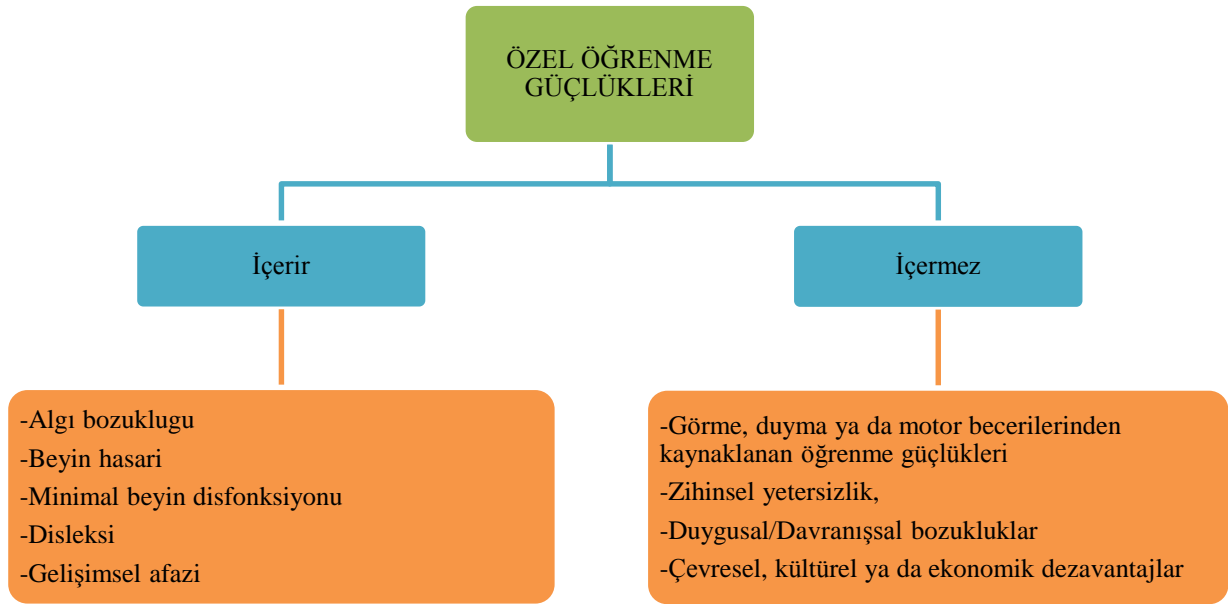 ÖZEL ÖĞRENME
GÜÇLÜKLERİ
İçerir
İçermez
-Algı bozuklugu
-Beyin hasari
-Minimal beyin disfonksiyonu
-Disleksi
-Gelişimsel afazi
-Görme, duyma ya da motor becerilerinden
kaynaklanan öğrenme güçlükleri
-Zihinsel yetersizlik,
-Duygusal/Davranışsal bozukluklar
-Çevresel, kültürel ya da ekonomik dezavantajlar